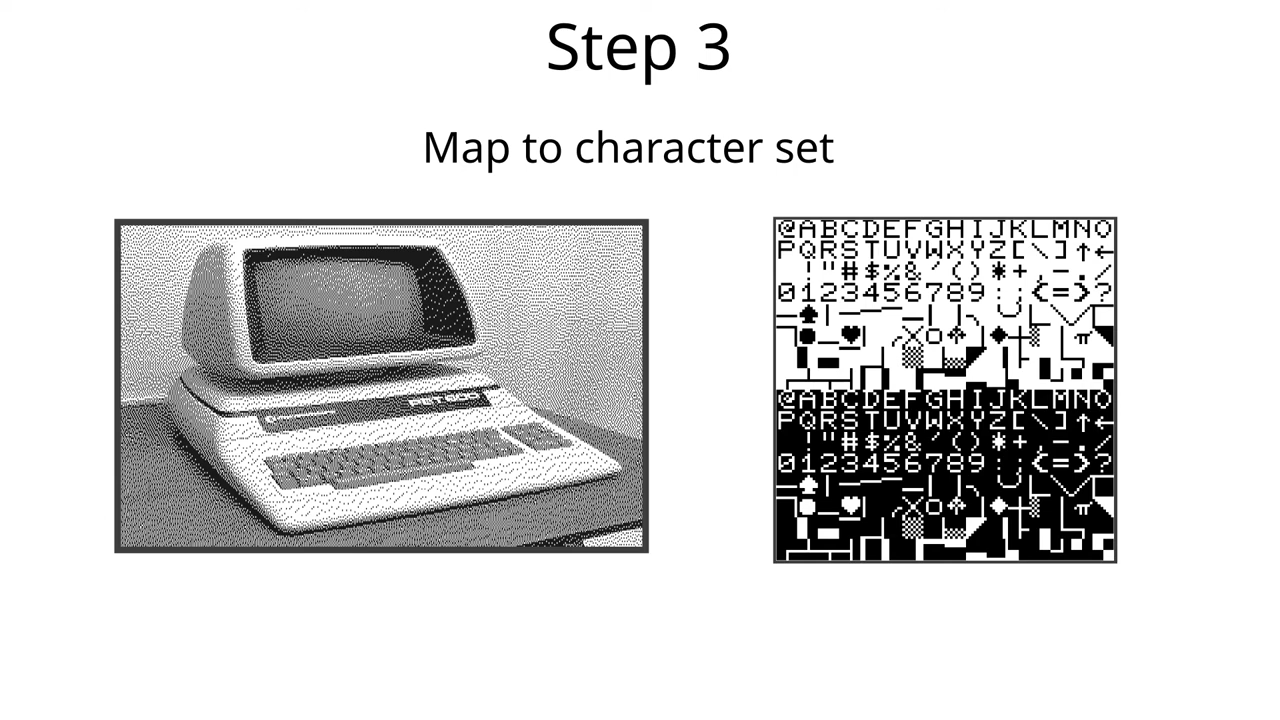 Step 3
Map to character set
@ABCDEFGHIJKLMNO
PQRSTUVWXYZ[\]↑←
!"#$%&'()*+,-./
0123456789:;<=>?
π
@ABCDEFGHIJKLMNO
PQRSTUVWXYZ[\]↑←
!"#$%&'()*+,-./
0123456789:;<=>?
π